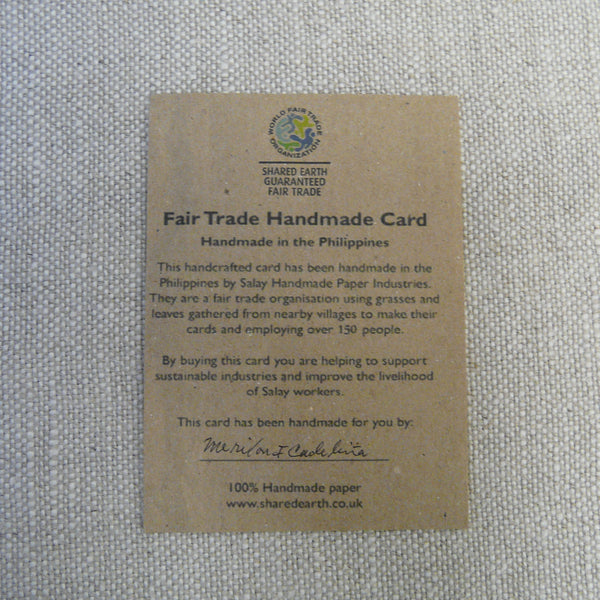 WORLD FAIR TRADE
ORGANIZATION
SHARED EARTH
GUARANTEED
FAIR TRADE
Fair Trade Handmade Card
Handmade in the Philippines
This handcrafted card has been handmade in the
Philippines by Salay Handmade Paper Industries.
They are a fair trade organisation using grasses and
leaves gathered from nearby villages to make their
cards and employing over 150 people.
By buying this card you are helping to support
sustainable industries and improve the livelihood
of Salay workers.
This card has been handmade for you by:
100% Handmade paper
www.sharedearth.co.uk